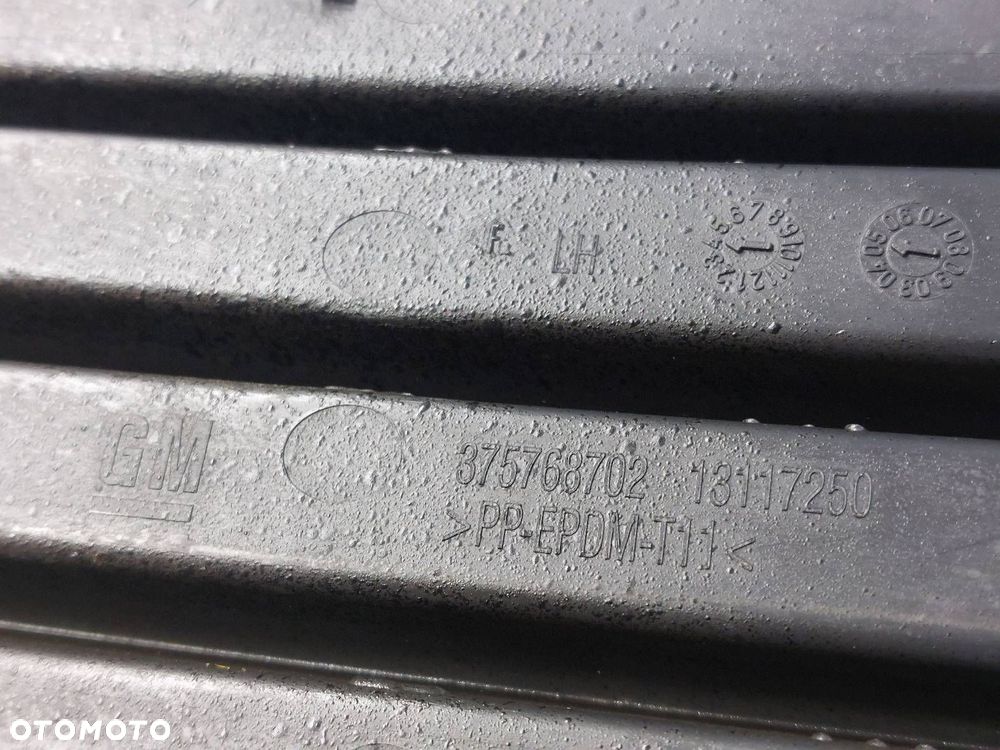 R. LH
GM
375768702 13117250
>PP-EPDM-T11<
OTOMOTO